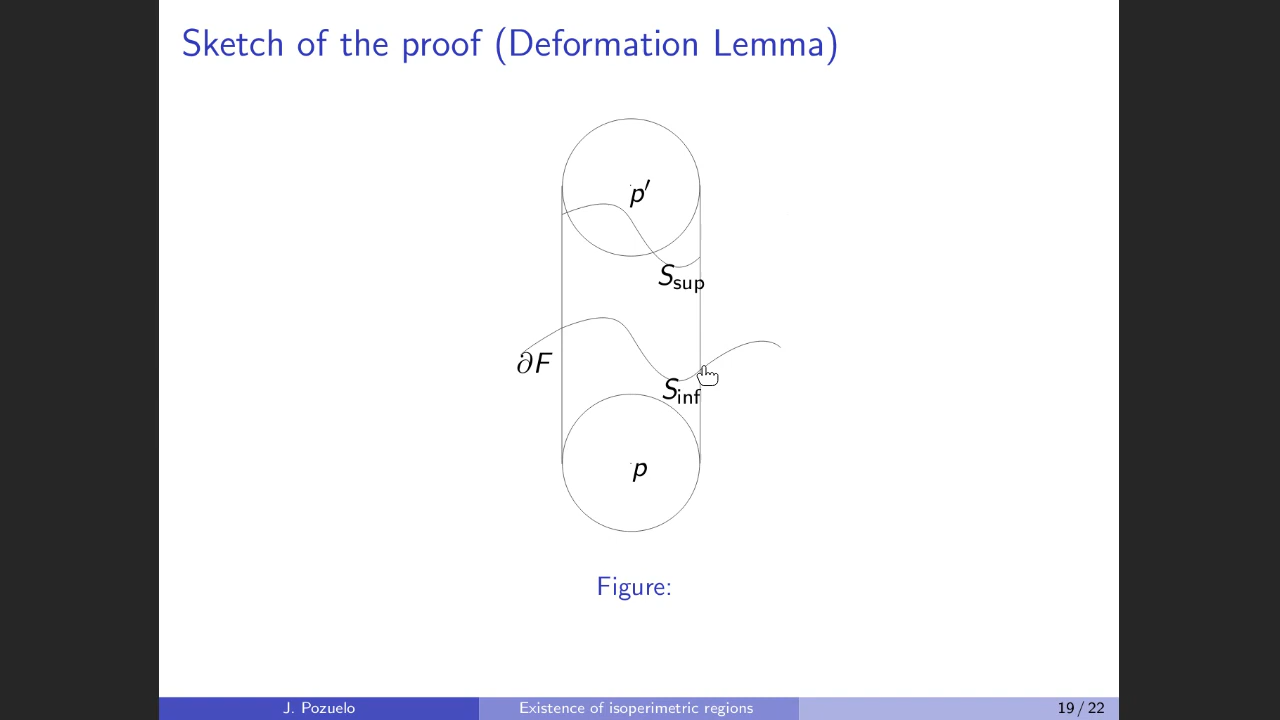 Sketch of the proof (Deformation Lemma)
p′
S_sup
∂F
S_inf
p
Figure:
J. Pozuelo
Existence of isoperimetric regions
19 / 22